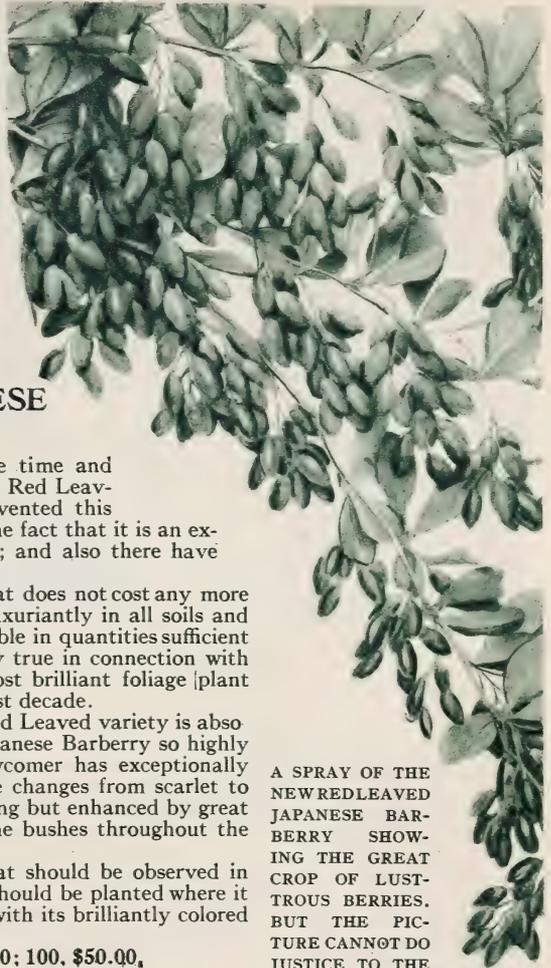 ESE
e time and
Red Leav-
vented this
e fact that it is an ex-
; and also there have
at does not cost any more
xuriantly in all soils and
ble in quantities sufficient
y true in connection with
ost brilliant foliage plant
st decade.
d Leaved variety is abso-
anese Barberry so highly
vcomer has exceptionally
e changes from scarlet to
ng but enhanced by great
he bushes throughout the
at should be observed in
hould be planted where it
with its brilliantly colored
0; 100, $50.00,
A SPRAY OF THE
NEW RED LEAVED
JAPANESE BAR-
BERRY SHOW-
ING THE GREAT
CROP OF LUST-
TROUS BERRIES.
BUT THE PIC-
TURE CANNOT DO
JUSTICE TO THE